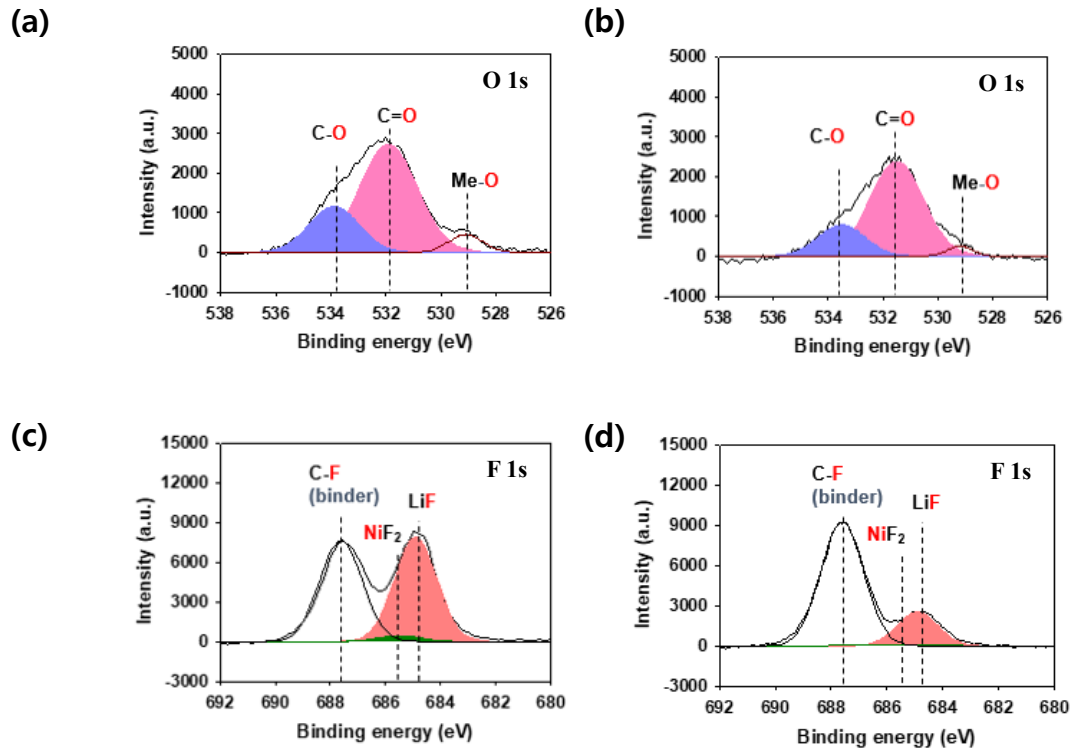 (a)
5000
4000
3000
2000
1000
0
-1000
Intensity (a.u.)
O 1s
C-O
C=O
Me-O
538 536 534 532 530 528 526
Binding energy (eV)
(b)
5000
4000
3000
2000
1000
0
-1000
Intensity (a.u.)
O 1s
C-O
C=O
Me-O
538 536 534 532 530 528 526
Binding energy (eV)
(c)
15000
12000
9000
6000
3000
0
-3000
Intensity (a.u.)
F 1s
C-F
(binder)
LiF
NiF₂
692 690 688 686 684 682 680
Binding energy (eV)
(d)
15000
12000
9000
6000
3000
0
-3000
Intensity (a.u.)
F 1s
C-F
(binder)
LiF
NiF₂
692 690 688 686 684 682 680
Binding energy (eV)